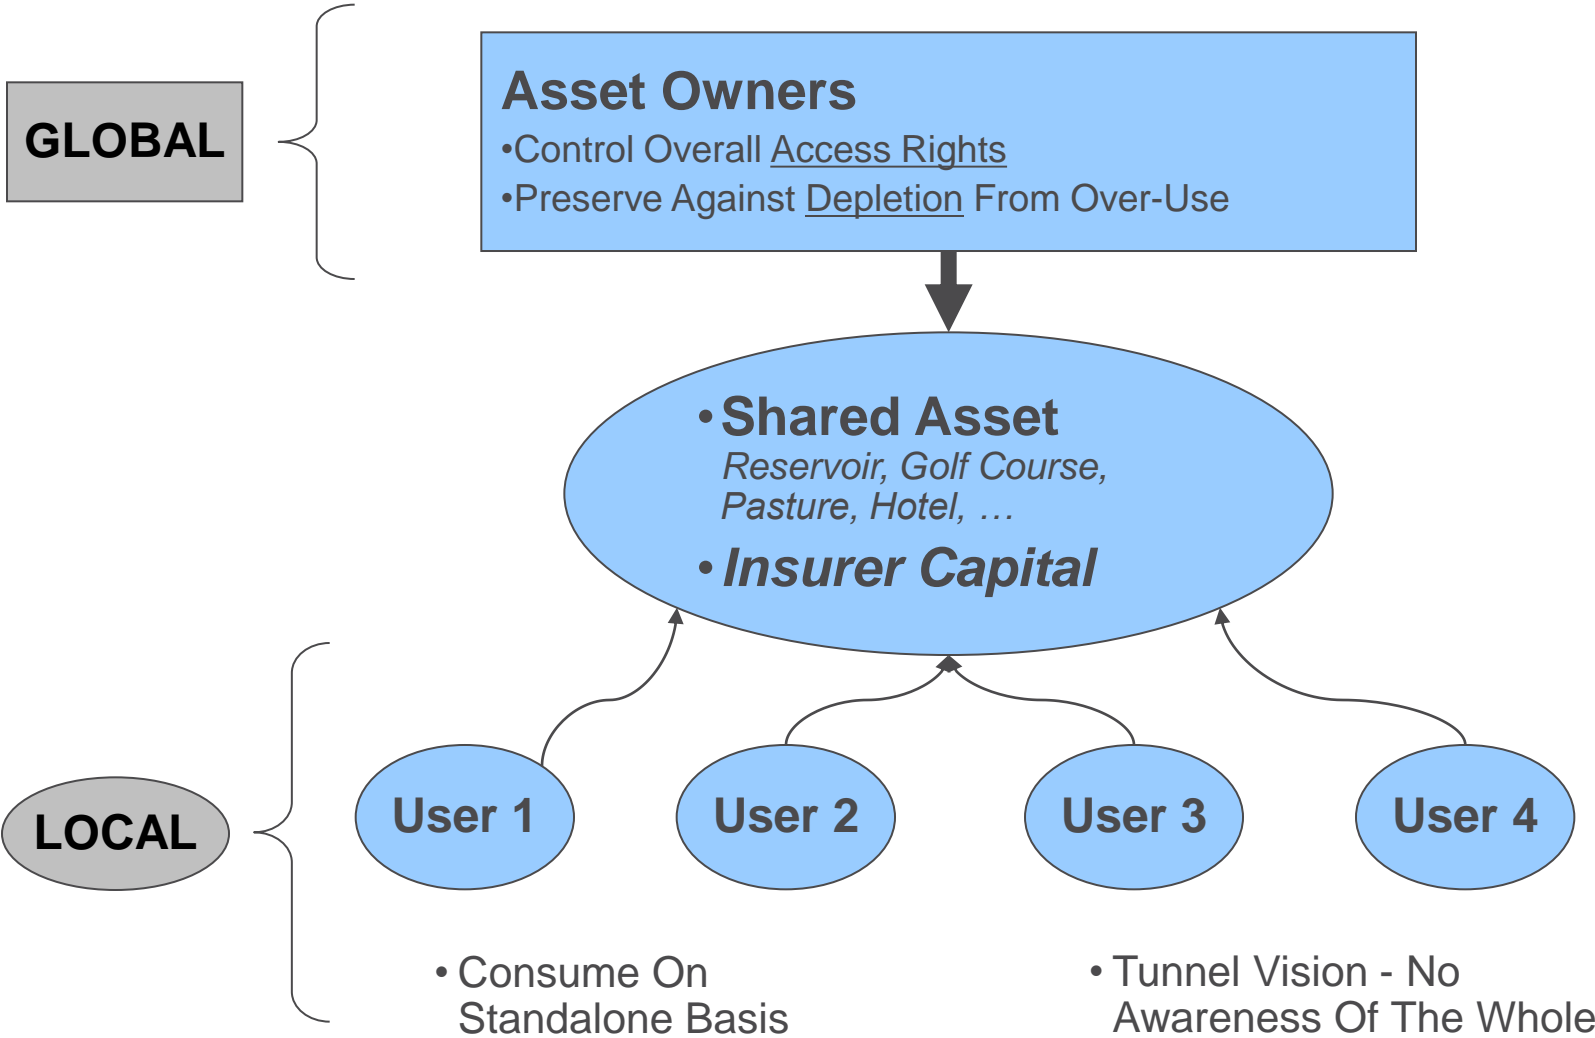 GLOBAL
Asset Owners
•Control Overall Access Rights
•Preserve Against Depletion From Over-Use
•Shared Asset
Reservoir, Golf Course,
Pasture, Hotel, …
•Insurer Capital
LOCAL
User 1
User 2
User 3
User 4
• Consume On
Standalone Basis
• Tunnel Vision - No
Awareness Of The Whole